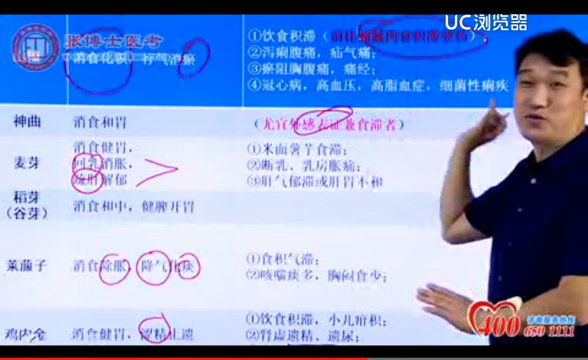 UC浏览器
张博士医考
①饮食积滞
消食化积，行气消瘀
②泻痢腹痛，疝气痛；
③瘀阻胸腹痛，痛经；
④冠心病，高血压，高脂血症，细菌性痢疾
神曲 消食和胃 （尤宜外感表证兼食滞者）
麦芽
消食健胃，
回乳消胀，
疏肝解郁
①米面薯芋食滞；
②断乳、乳房胀痛；
③肝气郁滞或肝胃不和
稻芽
（谷芽）
消食和中，健脾开胃
莱菔子 消食除胀，降气化痰
①食积气滞；
②咳喘痰多，胸闷食少；
鸡内金 消食健胃，涩精止遗
①饮食积滞，小儿疳积；
②肾虚遗精、遗尿；
400
650 1111